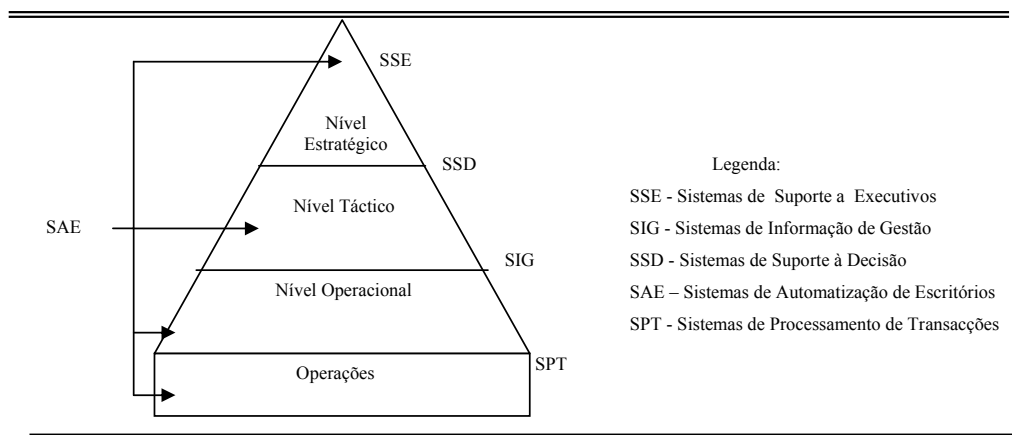 SSE
Nível
Estratégico
SSD
Nível Táctico
SAE
SIG
Nível Operacional
SPT
Operações
Legenda:
SSE - Sistemas de Suporte a Executivos
SIG - Sistemas de Informação de Gestão
SSD - Sistemas de Suporte à Decisão
SAE – Sistemas de Automatização de Escritórios
SPT - Sistemas de Processamento de Transacções